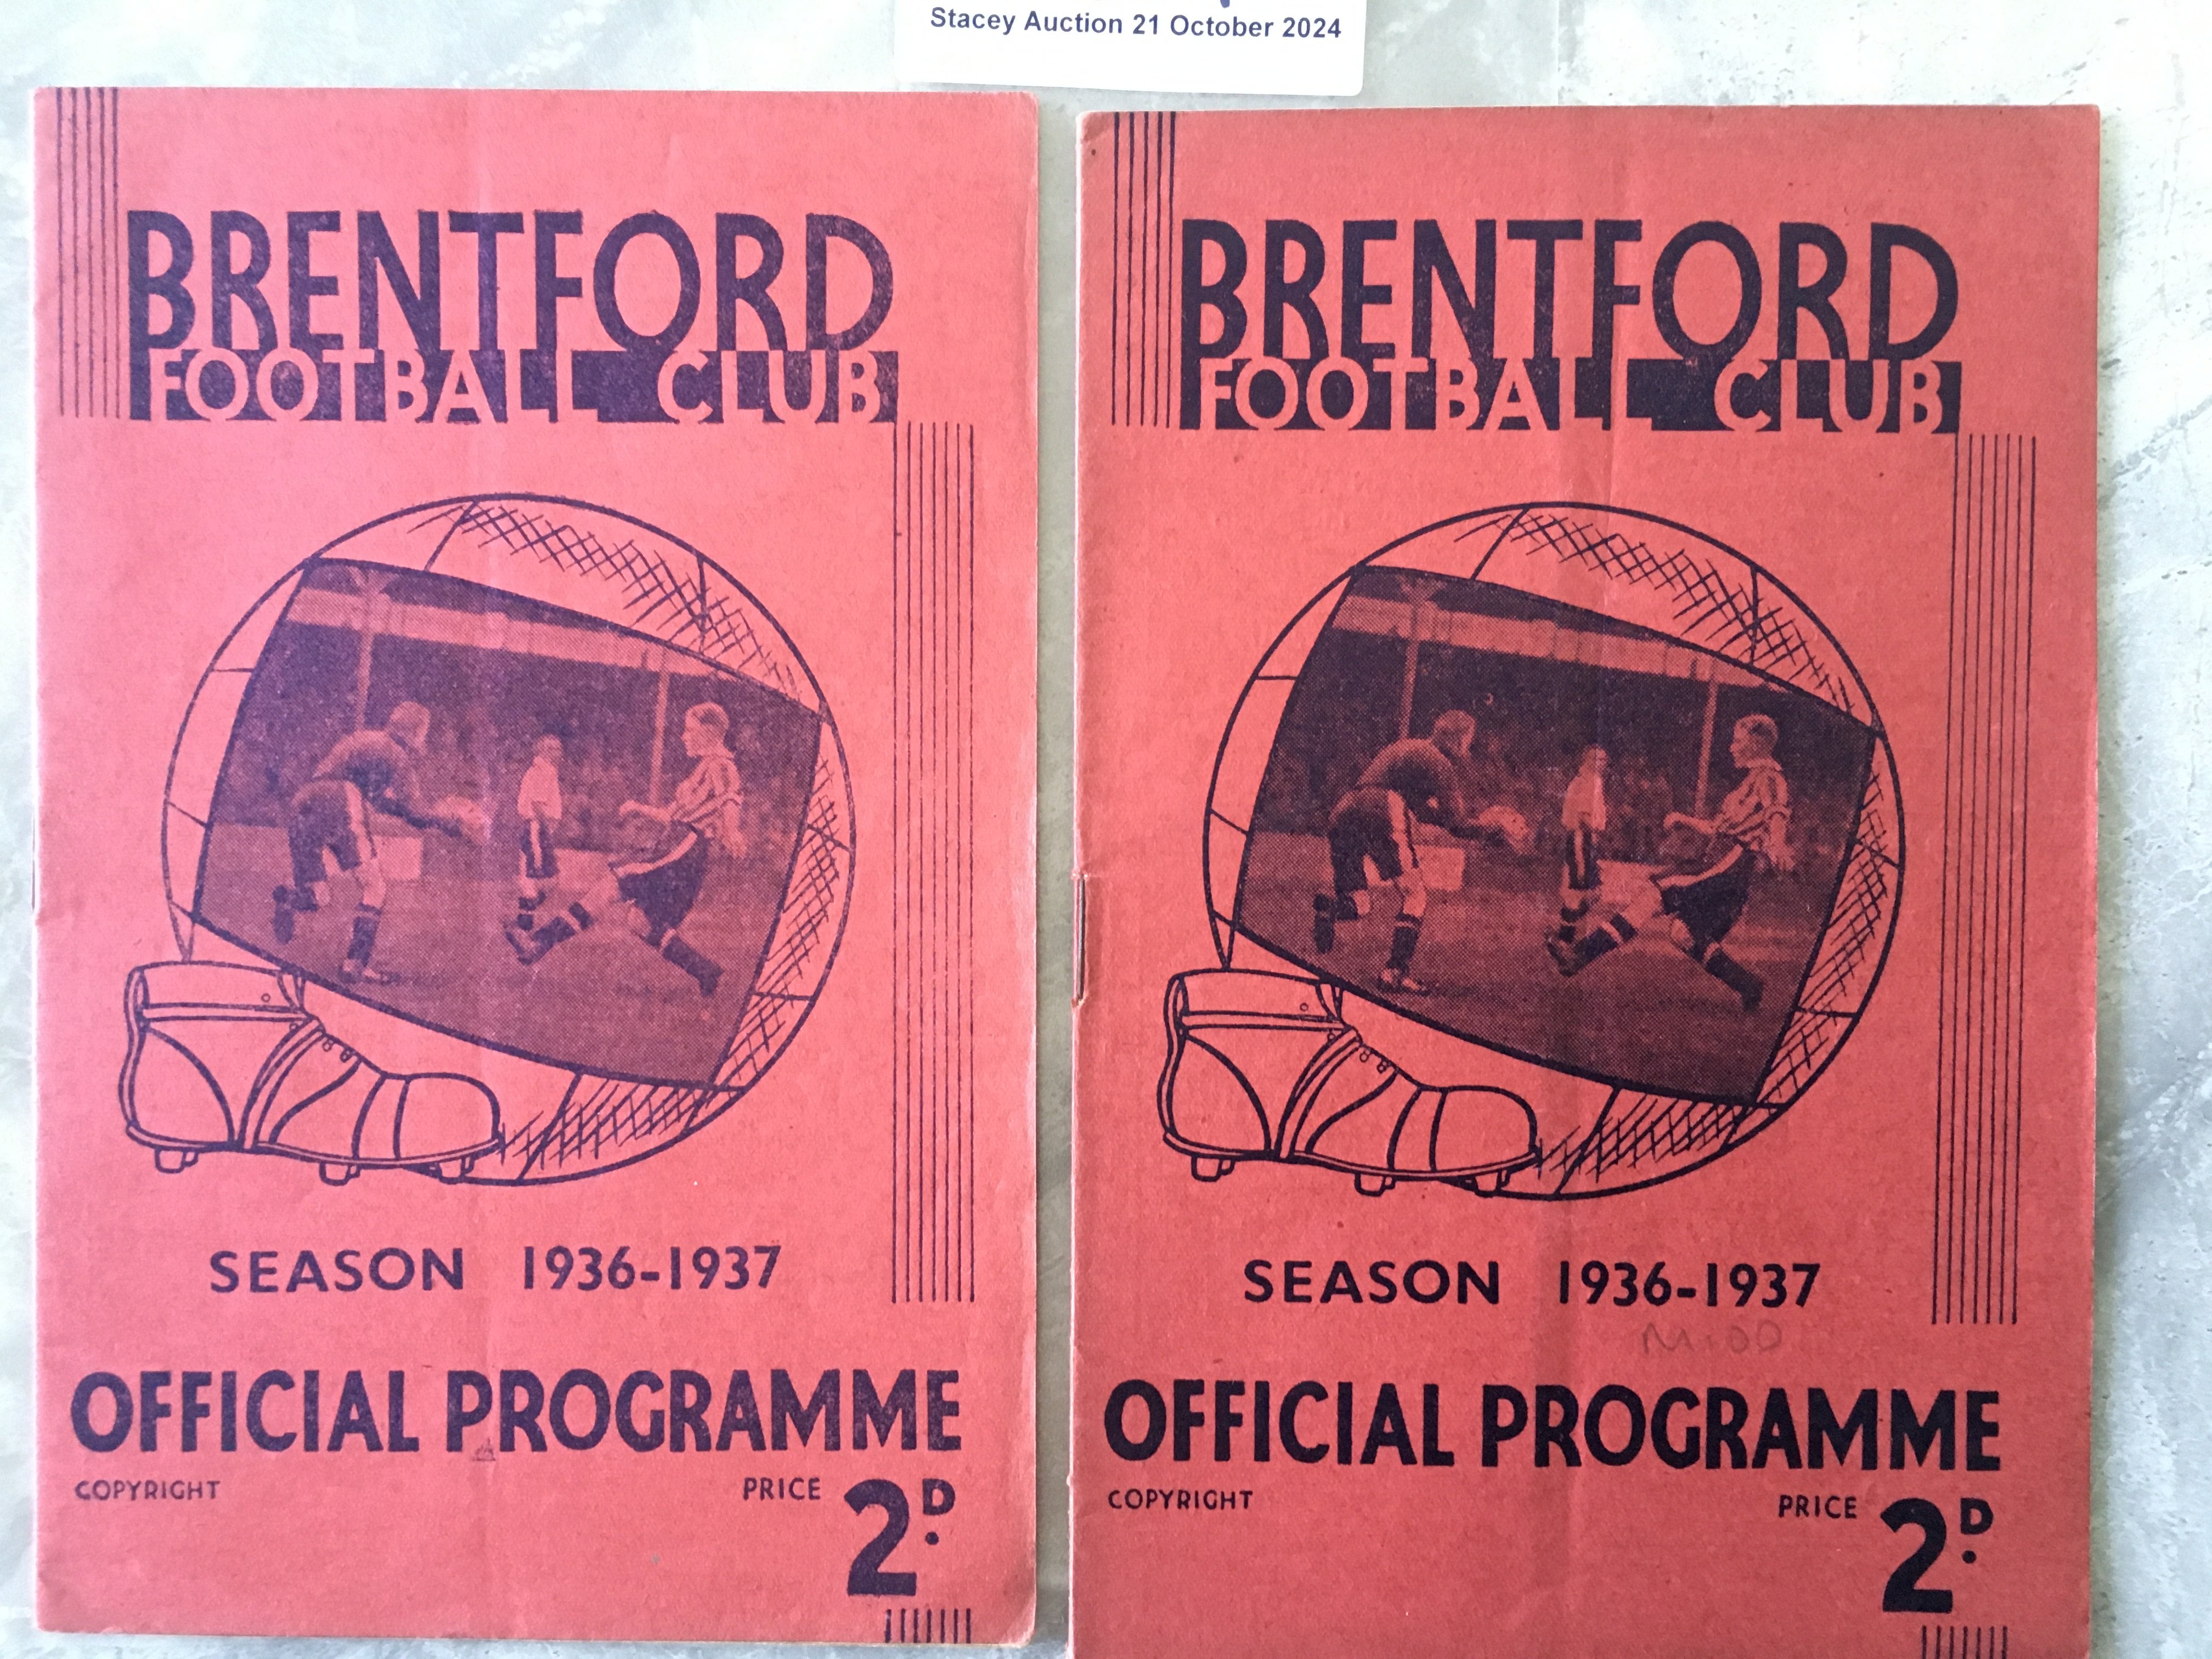 Stacey Auction 21 October 2024
BRENTFORD
FOOTBALL CLUB
SEASON 1936-1937
OFFICIAL PROGRAMME
COPYRIGHT
PRICE 2D.
BRENTFORD
FOOTBALL CLUB
SEASON 1936-1937
OFFICIAL PROGRAMME
COPYRIGHT
PRICE 2D.